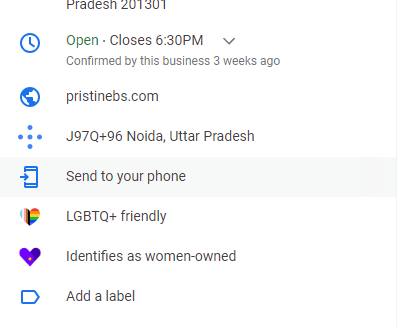 Pradesh 201301
Open · Closes 6:30PM
Confirmed by this business 3 weeks ago
pristinebs.com
J97Q+96 Noida, Uttar Pradesh
Send to your phone
LGBTQ+ friendly
Identifies as women-owned
Add a label